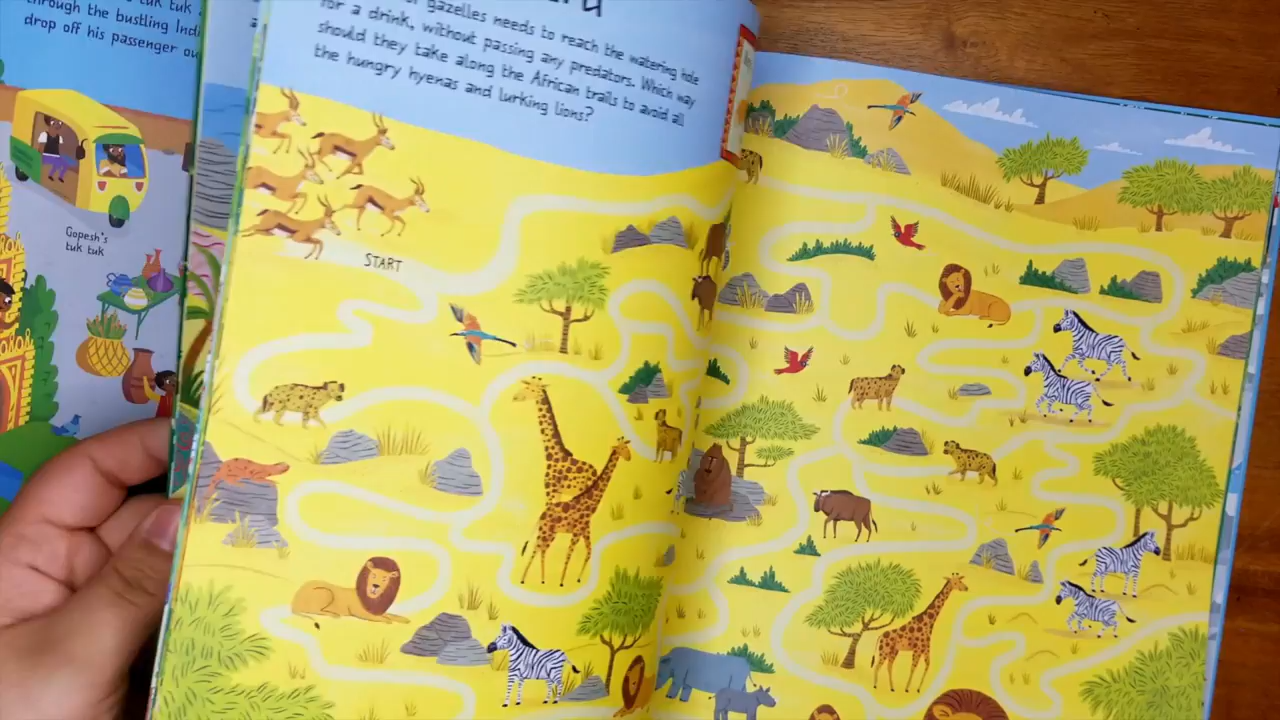 tuk tuk
through the bustling Indi
drop off his passenger ou
Gopesh's
tuk tuk
gazelles needs to reach the watering hole
for a drink, without passing any predators. Which way
should they take along the African trails to avoid all
the hungry hyenas and lurking lions?
START